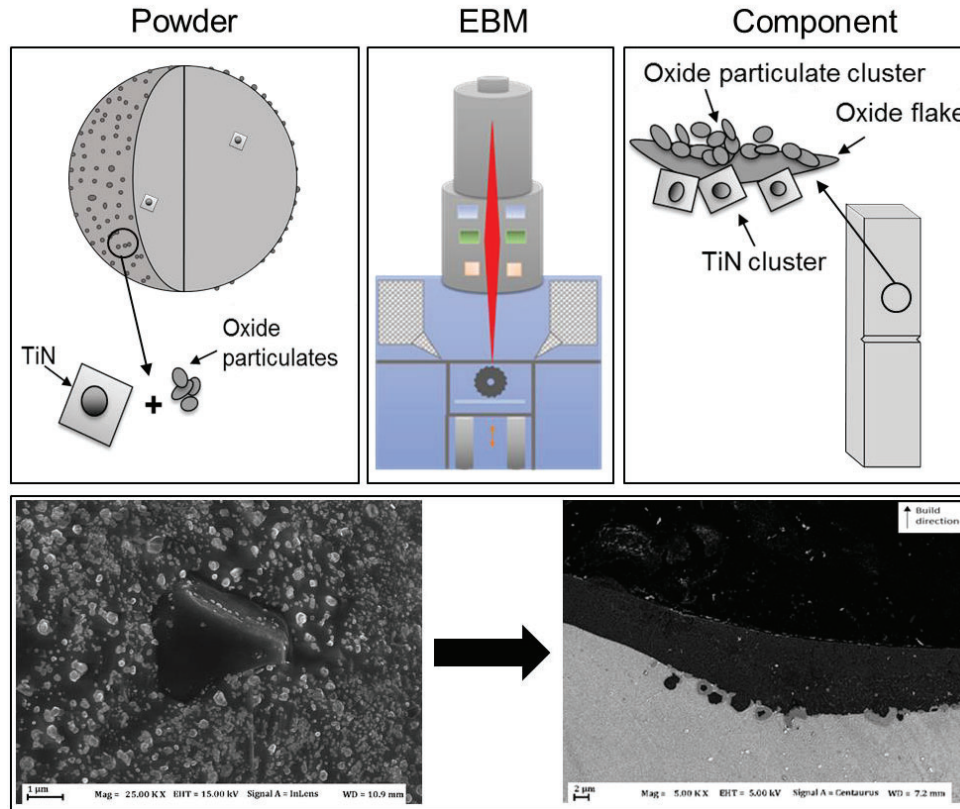 Powder
EBM
Component
TiN
Oxide
particulates
+
Oxide particulate cluster
Oxide flake
TiN cluster
1 µm
Mag = 25.00 KX EHT = 15.00 kV Signal A = InLens WD = 10.9 mm
Build
direction
2 µm
Mag = 5.00 KX EHT = 5.00 kV Signal A = Centaurus WD = 7.2 mm